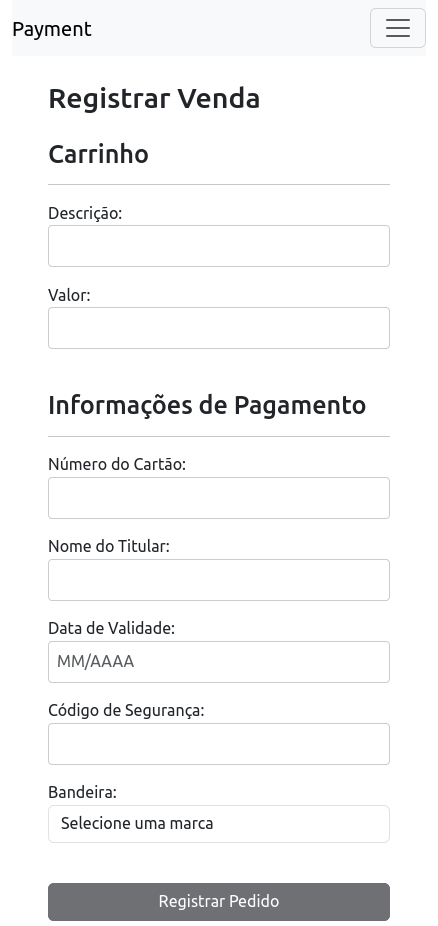 Payment
Registrar Venda
Carrinho
Descrição:
Valor:
Informações de Pagamento
Número do Cartão:
Nome do Titular:
Data de Validade:
MM/AAAA
Código de Segurança:
Bandeira:
Selecione uma marca
Registrar Pedido